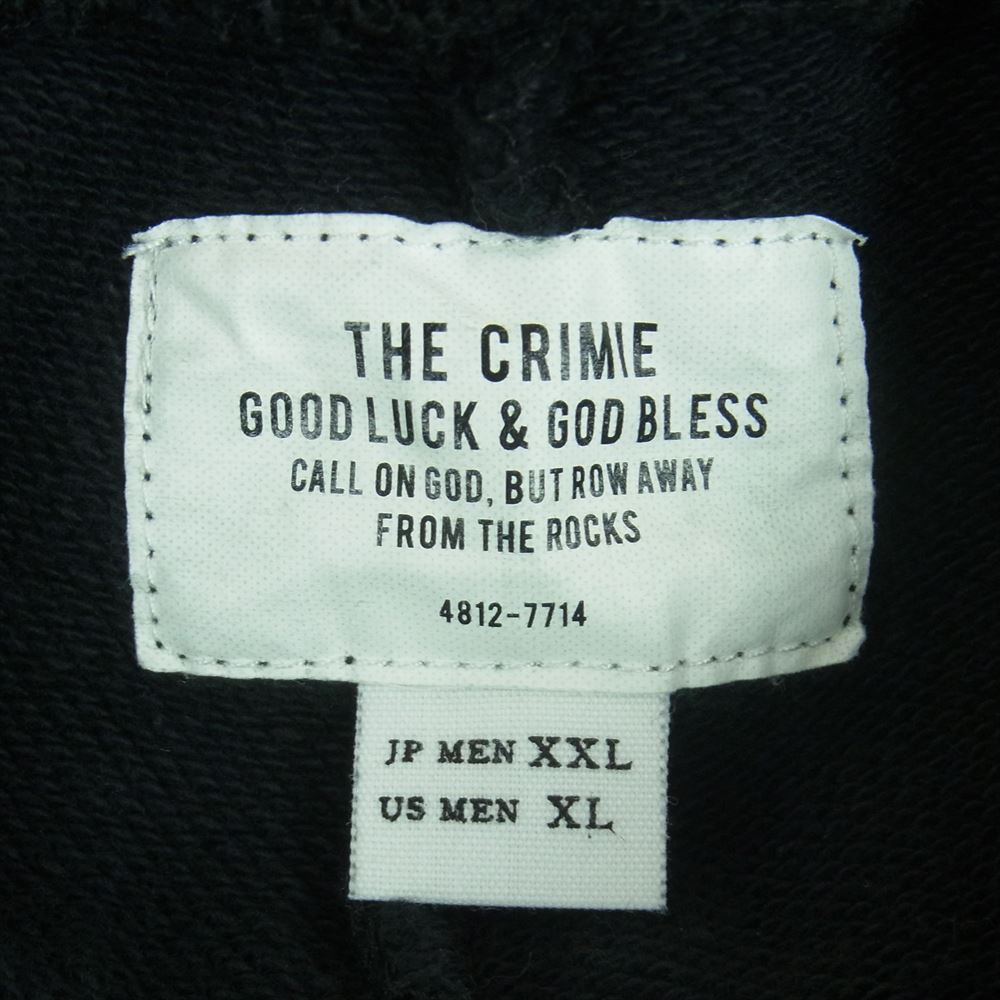 THE CRIMIE
GOOD LUCK & GOD BLESS
CALL ON GOD, BUT ROW AWAY
FROM THE ROCKS
4812-7714
JP MEN XXL
US MEN XL